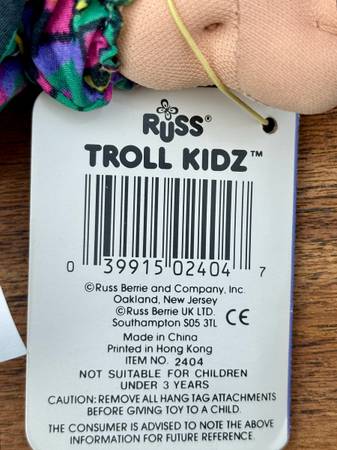 RUSS®
TROLL KIDZ™
0 39915 02404 7
©Russ Berrie and Company, Inc.
Oakland, New Jersey
©Russ Berrie UK LTD.
Southampton S05 3TL CE
Made in China
Printed in Hong Kong
ITEM NO. 2404
NOT SUITABLE FOR CHILDREN
UNDER 3 YEARS
CAUTION: REMOVE ALL HANG TAG ATTACHMENTS
BEFORE GIVING TOY TO A CHILD.
THE CONSUMER IS ADVISED TO NOTE THE ABOVE
INFORMATION FOR FUTURE REFERENCE.